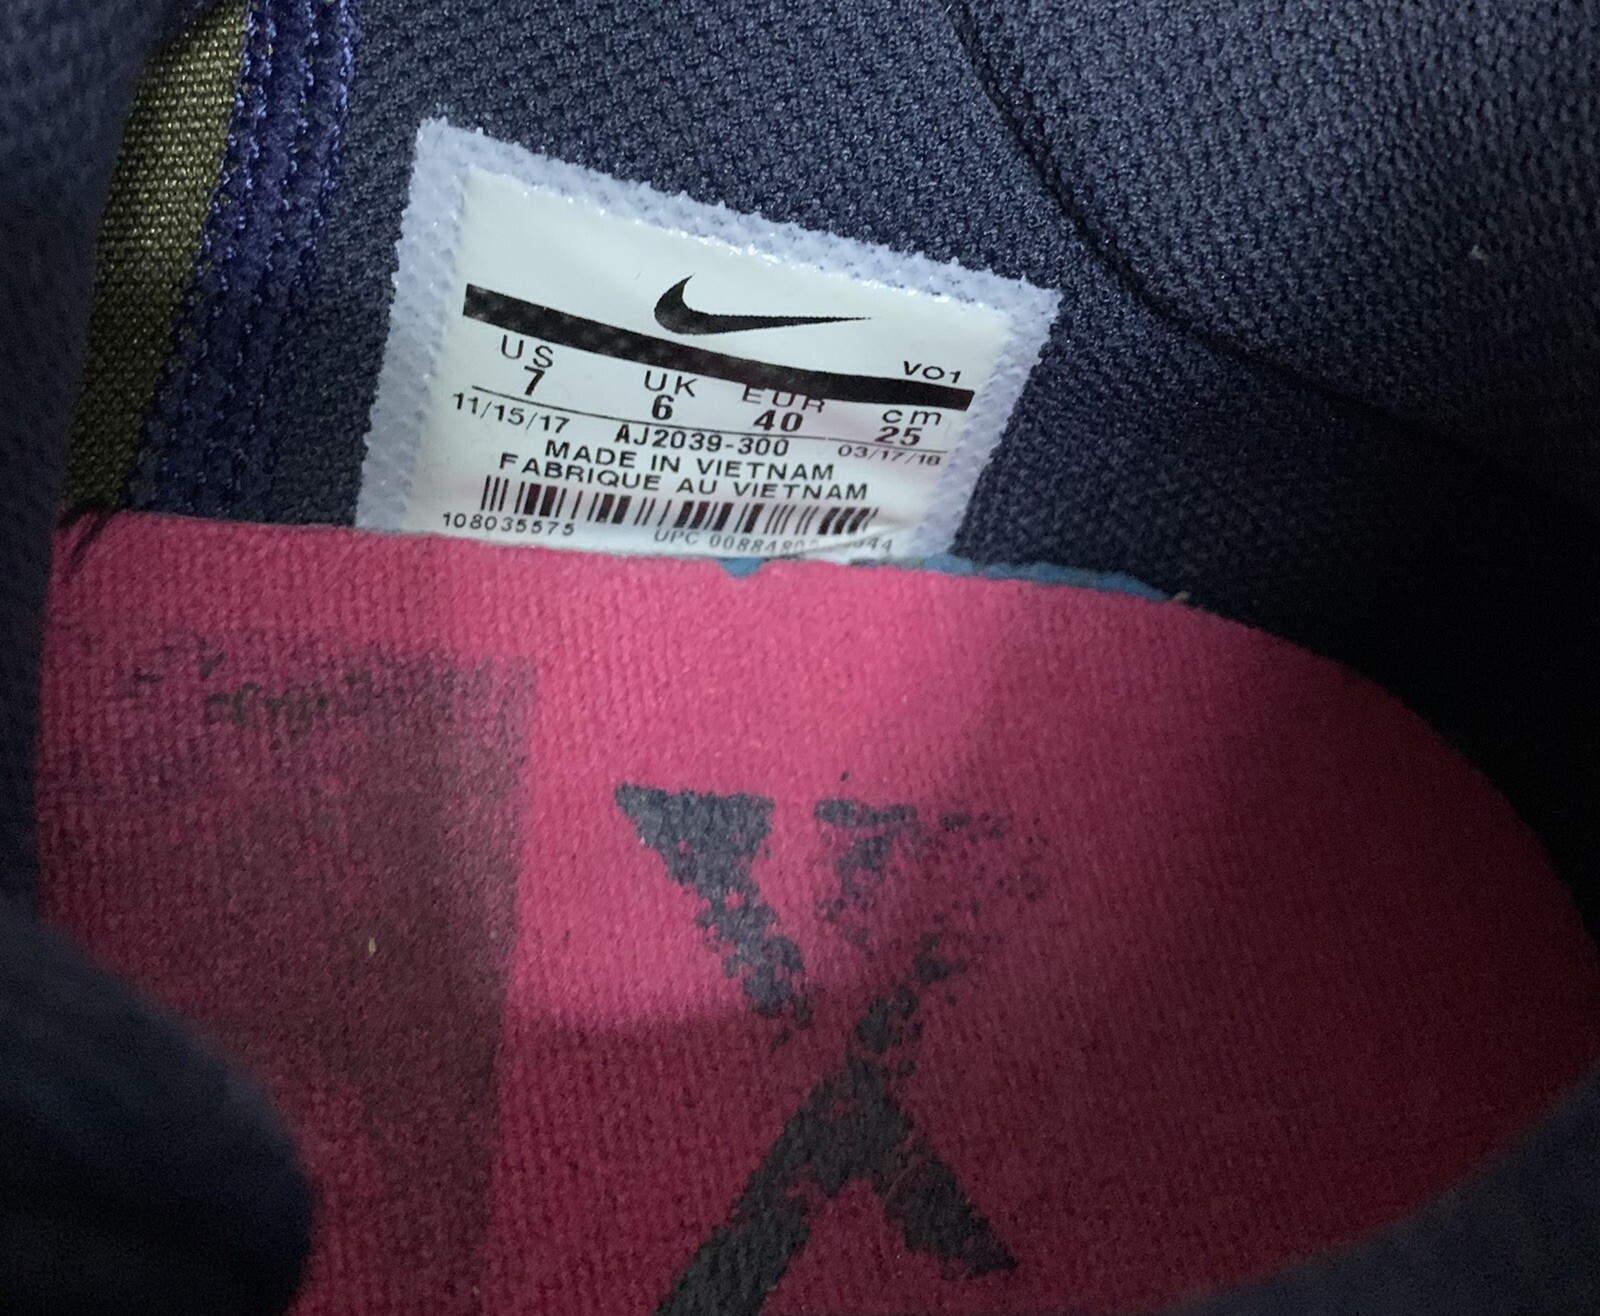 VO1
US UK EUR cm
7 6 40 25
11/15/17 AJ2039-300 03/17/18
MADE IN VIETNAM
FABRIQUE AU VIETNAM
108035575 UPC
X